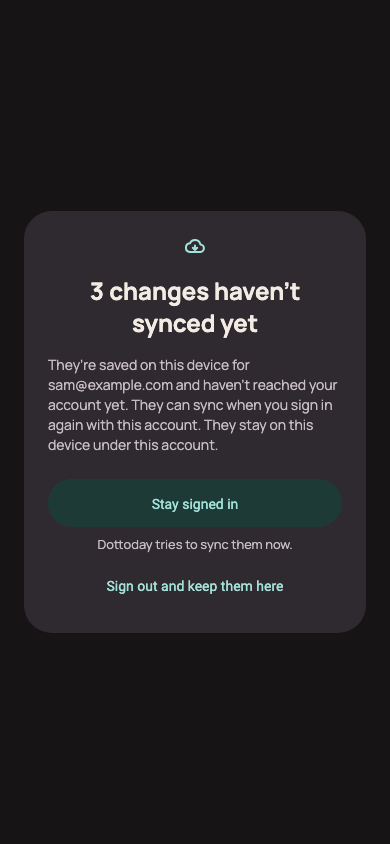 3 changes haven't
synced yet
They're saved on this device for
sam@example.com and haven't reached your
account yet. They can sync when you sign in
again with this account. They stay on this
device under this account.
Stay signed in
Dottoday tries to sync them now.
Sign out and keep them here